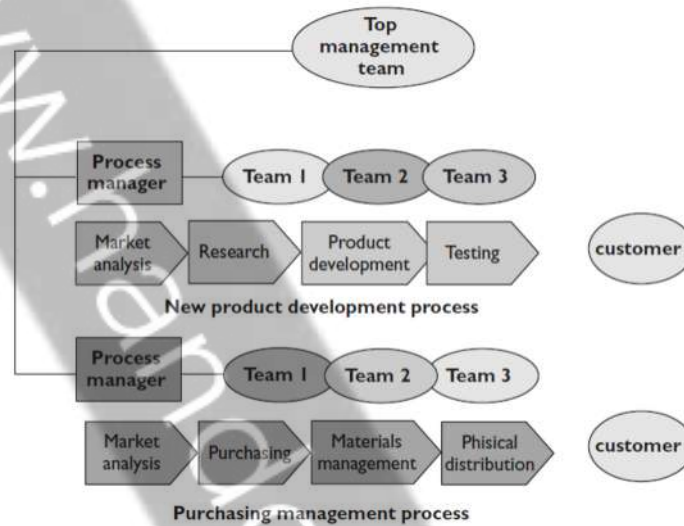 Top
management
team
Process
manager
Team 1
Team 2
Team 3
Market
analysis
Research
Product
development
Testing
customer
New product development process
Process
manager
Team 1
Team 2
Team 3
Market
analysis
Purchasing
Materials
management
Phisical
distribution
customer
Purchasing management process